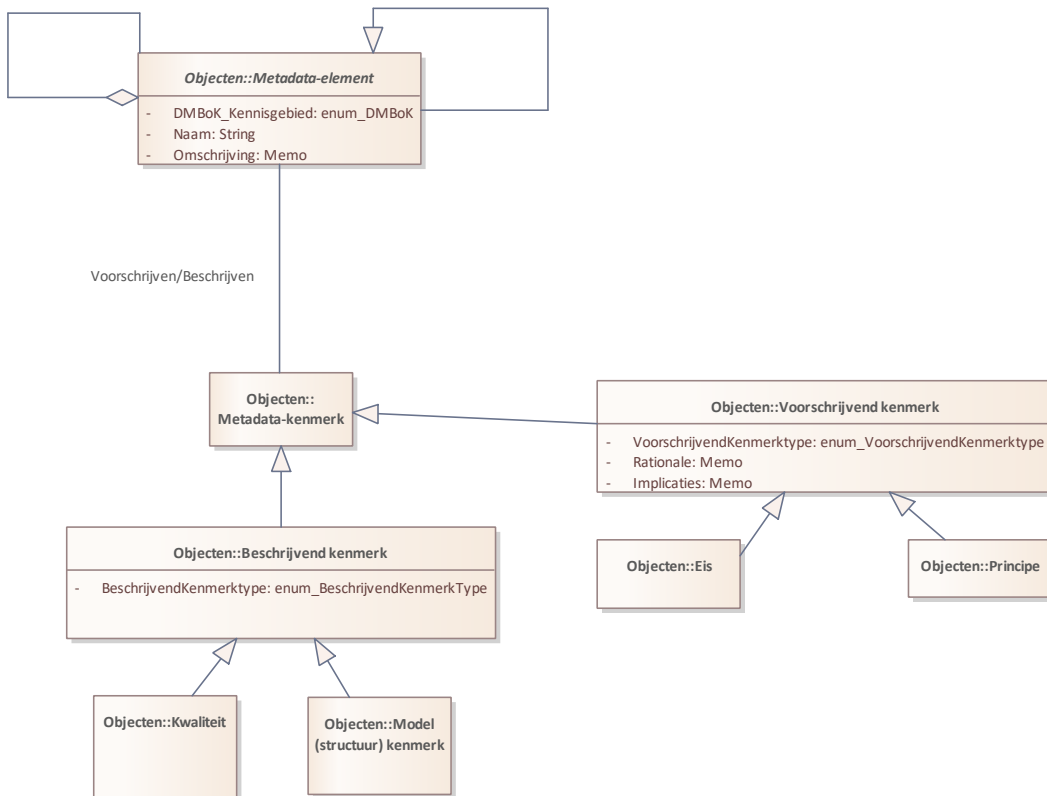 Objecten::Metadata-element
- DMBoK_Kennisgebied: enum_DMBoK
- Naam: String
- Omschrijving: Memo
Voorschrijven/Beschrijven
Objecten::
Metadata-kenmerk
Objecten::Voorschrijvend kenmerk
- VoorschrijvendKenmerktype: enum_VoorschrijvendKenmerktype
- Rationale: Memo
- Implicaties: Memo
Objecten::Beschrijvend kenmerk
- BeschrijvendKenmerktype: enum_BeschrijvendKenmerkType
Objecten::Eis
Objecten::Principe
Objecten::Kwaliteit
Objecten::Model
(structuur) kenmerk